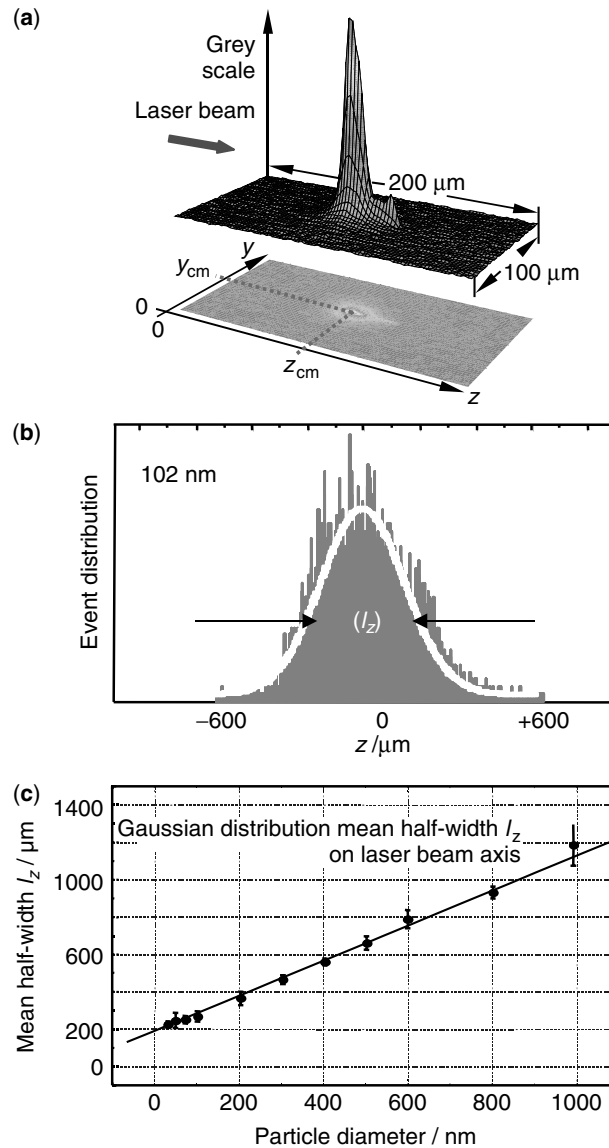 (a)
Grey
scale
Laser beam
200 μm
100 μm
y
y_cm
0
0
z_cm
z
(b)
102 nm
Event distribution
(l_z)
−600 0 +600
z /μm
(c)
1400
Gaussian distribution mean half-width l_z
on laser beam axis
1000
600
200
0
Mean half-width l_z / μm
0 200 400 600 800 1000
Particle diameter / nm